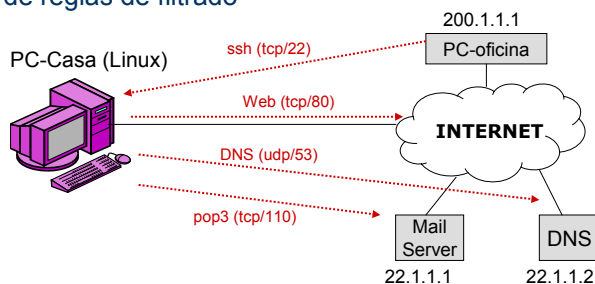 de reglas de filtrado
200.1.1.1
PC-oficina
PC-Casa (Linux)
ssh (tcp/22)
Web (tcp/80)
INTERNET
DNS (udp/53)
pop3 (tcp/110)
Mail
Server
DNS
22.1.1.1
22.1.1.2